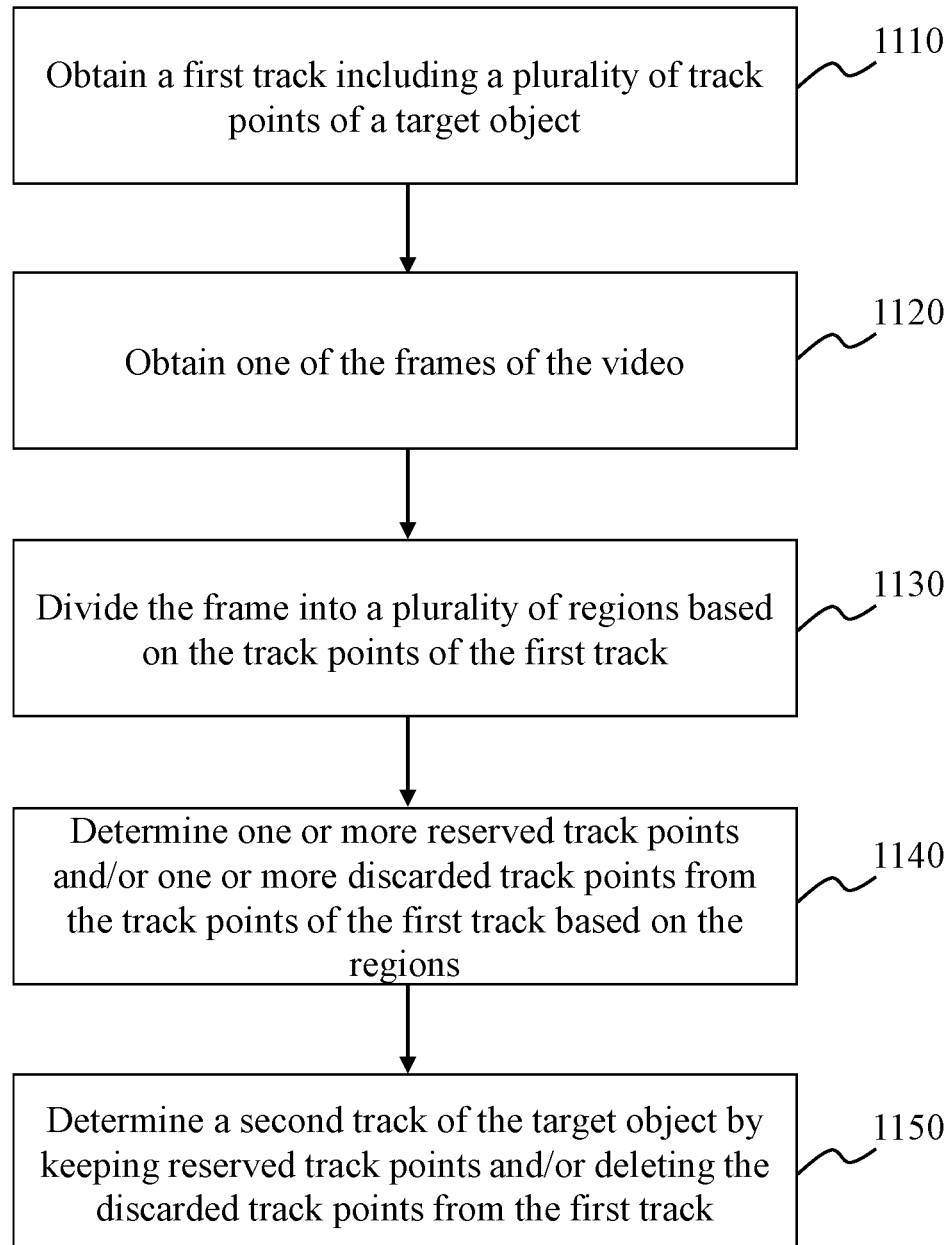 Obtain a first track including a plurality of track
points of a target object
1110
Obtain one of the frames of the video
1120
Divide the frame into a plurality of regions based
on the track points of the first track
1130
Determine one or more reserved track points
and/or one or more discarded track points from
the track points of the first track based on the
regions
1140
Determine a second track of the target object by
keeping reserved track points and/or deleting the
discarded track points from the first track
1150